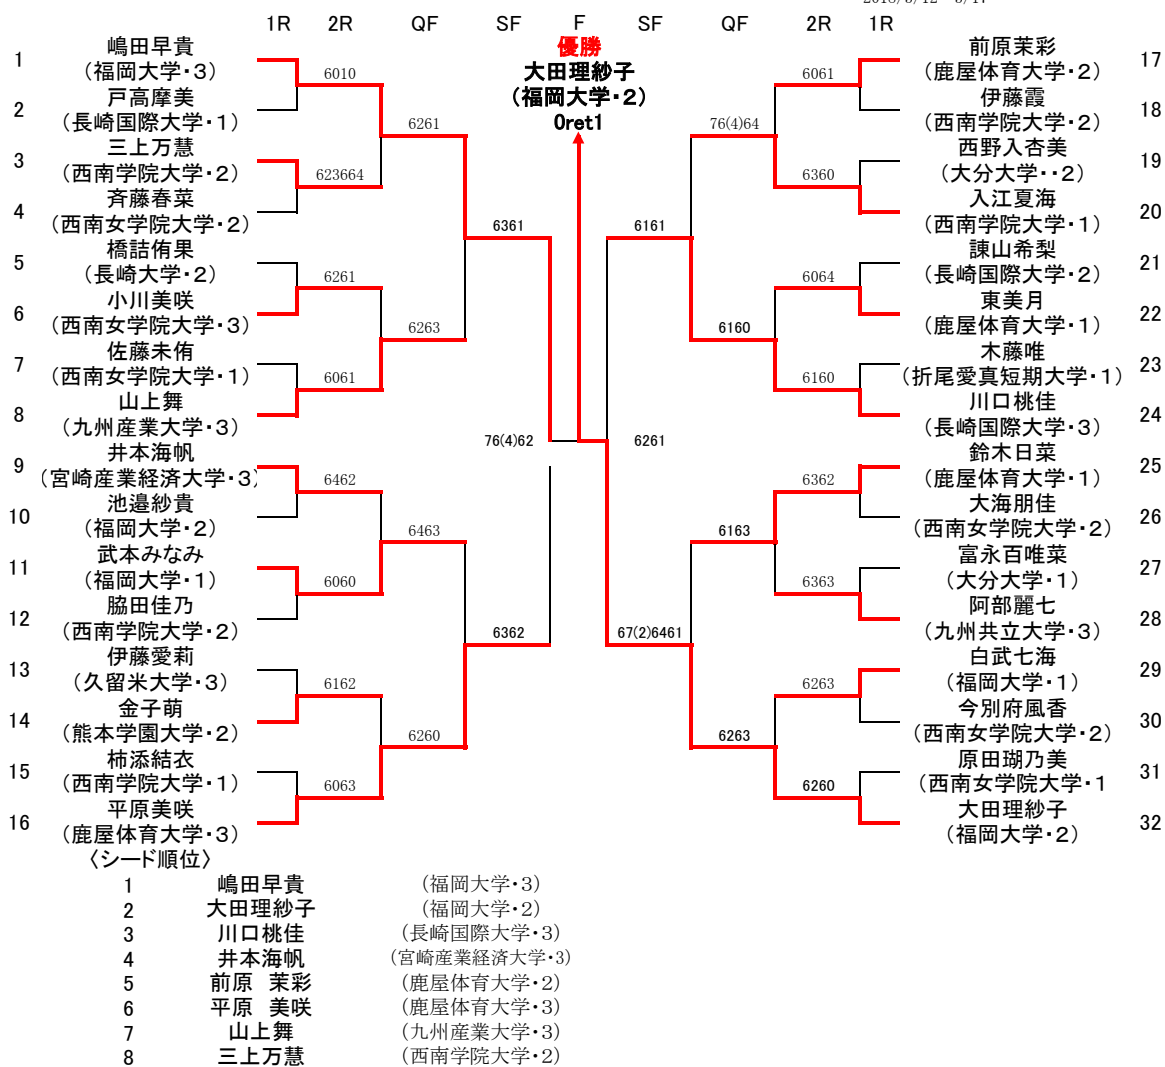 1R 2R QF SF F SF QF 2R 1R
優勝
大田理紗子
(福岡大学・2)
0ret1
1 嶋田早貴
(福岡大学・3)
2 戸高摩美
(長崎国際大学・1)
3 三上万慧
(西南学院大学・2)
4 斉藤春菜
(西南女学院大学・2)
5 橋詰侑果
(長崎大学・2)
6 小川美咲
(西南女学院大学・3)
7 佐藤未侑
(西南女学院大学・1)
8 山上舞
(九州産業大学・3)
9 井本海帆
(宮崎産業経済大学・3)
10 池邉紗貴
(福岡大学・2)
11 武本みなみ
(福岡大学・1)
12 脇田佳乃
(西南学院大学・2)
13 伊藤愛莉
(久留米大学・3)
14 金子萌
(熊本学園大学・2)
15 柿添結衣
(西南学院大学・1)
16 平原美咲
(鹿屋体育大学・3)
6010
623664
6261
6061
6462
6060
6162
6063
6261
6263
6463
6260
6361
6362
76(4)62
6261
6161
67(2)6461
76(4)64
6160
6163
6263
6061
6360
6064
6160
6362
6363
6263
6260
前原茉彩 17
(鹿屋体育大学・2)
伊藤霞 18
(西南学院大学・2)
西野入杏美 19
(大分大学・・2)
入江夏海 20
(西南学院大学・1)
諌山希梨 21
(長崎国際大学・2)
東美月 22
(鹿屋体育大学・1)
木藤唯 23
(折尾愛真短期大学・1)
川口桃佳 24
(長崎国際大学・3)
鈴木日菜 25
(鹿屋体育大学・1)
大海朋佳 26
(西南女学院大学・2)
富永百唯菜 27
(大分大学・1)
阿部麗七 28
(九州共立大学・3)
白武七海 29
(福岡大学・1)
今別府風香 30
(西南女学院大学・2)
原田瑚乃美 31
(西南女学院大学・1
大田理紗子 32
(福岡大学・2)
〈シード順位〉
1 嶋田早貴 (福岡大学・3)
2 大田理紗子 (福岡大学・2)
3 川口桃佳 (長崎国際大学・3)
4 井本海帆 (宮崎産業経済大学・3)
5 前原 茉彩 (鹿屋体育大学・2)
6 平原 美咲 (鹿屋体育大学・3)
7 山上舞 (九州産業大学・3)
8 三上万慧 (西南学院大学・2)